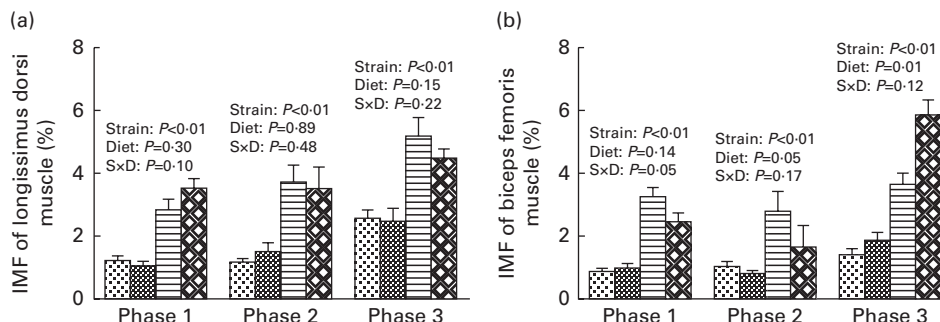 (a)
IMF of longissimus dorsi
muscle (%)
8
6
4
2
0
Strain: P<0·01
Diet: P=0·30
S×D: P=0·10
Strain: P<0·01
Diet: P=0·89
S×D: P=0·48
Strain: P<0·01
Diet: P=0·15
S×D: P=0·22
Phase 1
Phase 2
Phase 3
(b)
IMF of biceps femoris
muscle (%)
8
6
4
2
0
Strain: P<0·01
Diet: P=0·14
S×D: P=0·05
Strain: P<0·01
Diet: P=0·05
S×D: P=0·17
Strain: P<0·01
Diet: P=0·01
S×D: P=0·12
Phase 1
Phase 2
Phase 3